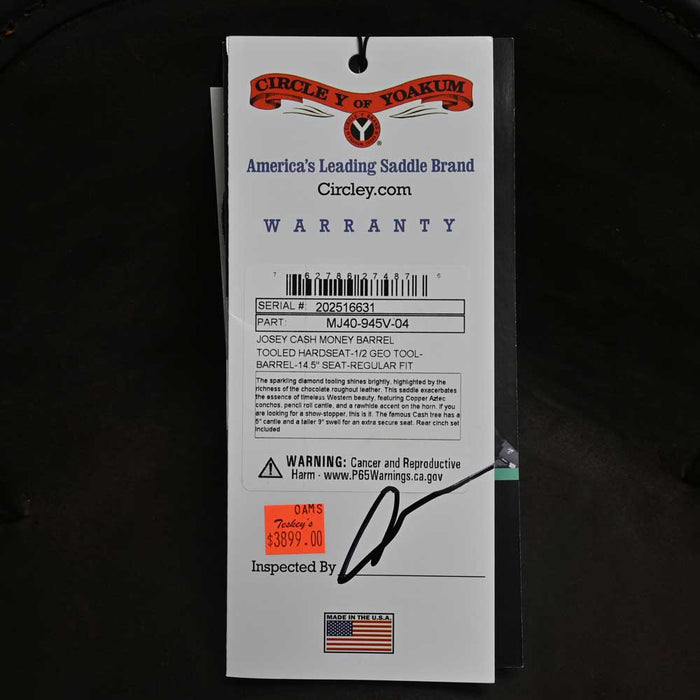 CIRCLE Y OF YOAKUM
Y
®
America's Leading Saddle Brand
Circley.com
WARRANTY
7 62786 27487 6
SERIAL #: 202516631
PART: MJ40-945V-04
JOSEY CASH MONEY BARREL
TOOLED HARDSEAT-1/2 GEO TOOL-
BARREL-14.5" SEAT-REGULAR FIT
The sparkling diamond tooling shines brightly, highlighted by the
richness of the chocolate roughout leather. This saddle exacerbates
the essence of timeless Western beauty, featuring Copper Aztec
conchos, pencil roll cantle, and a rawhide accent on the horn. If you
are looking for a show-stopper, this is it. The famous Cash tree has a
5" cantle and a taller 9" swell for an extra secure seat. Rear cinch set
included
WARNING: Cancer and Reproductive
Harm - www.P65Warnings.ca.gov
OAMS
Teskey's
$3899.00
Inspected By
MADE IN THE U.S.A.